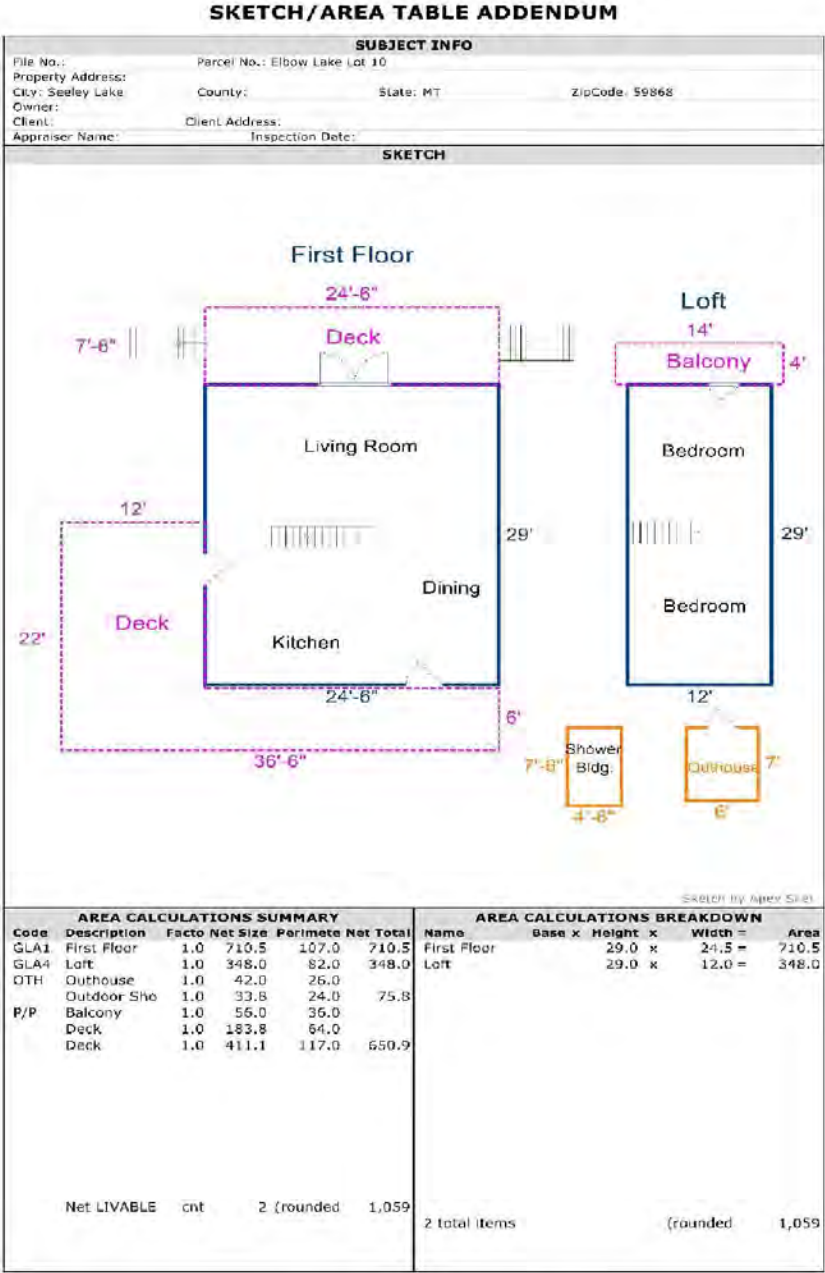 SKETCH/AREA TABLE ADDENDUM
SUBJECT INFO
File No.: Parcel No.: Elbow Lake Lot 10
Property Address:
City: Seeley Lake County: State: MT ZipCode: 59868
Owner:
Client: Client Address:
Appraiser Name: Inspection Date:
SKETCH
First Floor
24'-6"
Loft
14'
7'-6"
Deck
Balcony 4'
Living Room
Bedroom
12'
29'
29'
Dining
Deck
Bedroom
22'
Kitchen
24'-6"
12'
6'
36'-6"
Shower
Bldg.
7'-6"
Outhouse 7'
4'-6"
6'
Sketch by Apex Sket
AREA CALCULATIONS SUMMARY
Code Description Facto Net Size Perimete Net Total
GLA1 First Floor 1.0 710.5 107.0 710.5
GLA4 Loft 1.0 348.0 82.0 348.0
OTH Outhouse 1.0 42.0 26.0
Outdoor Sho 1.0 33.8 24.0 75.8
P/P Balcony 1.0 56.0 36.0
Deck 1.0 183.8 64.0
Deck 1.0 411.1 117.0 650.9
Net LIVABLE cnt 2 (rounded 1,059
AREA CALCULATIONS BREAKDOWN
Name Base x Height x Width = Area
First Floor 29.0 x 24.5 = 710.5
Loft 29.0 x 12.0 = 348.0
2 total items (rounded 1,059